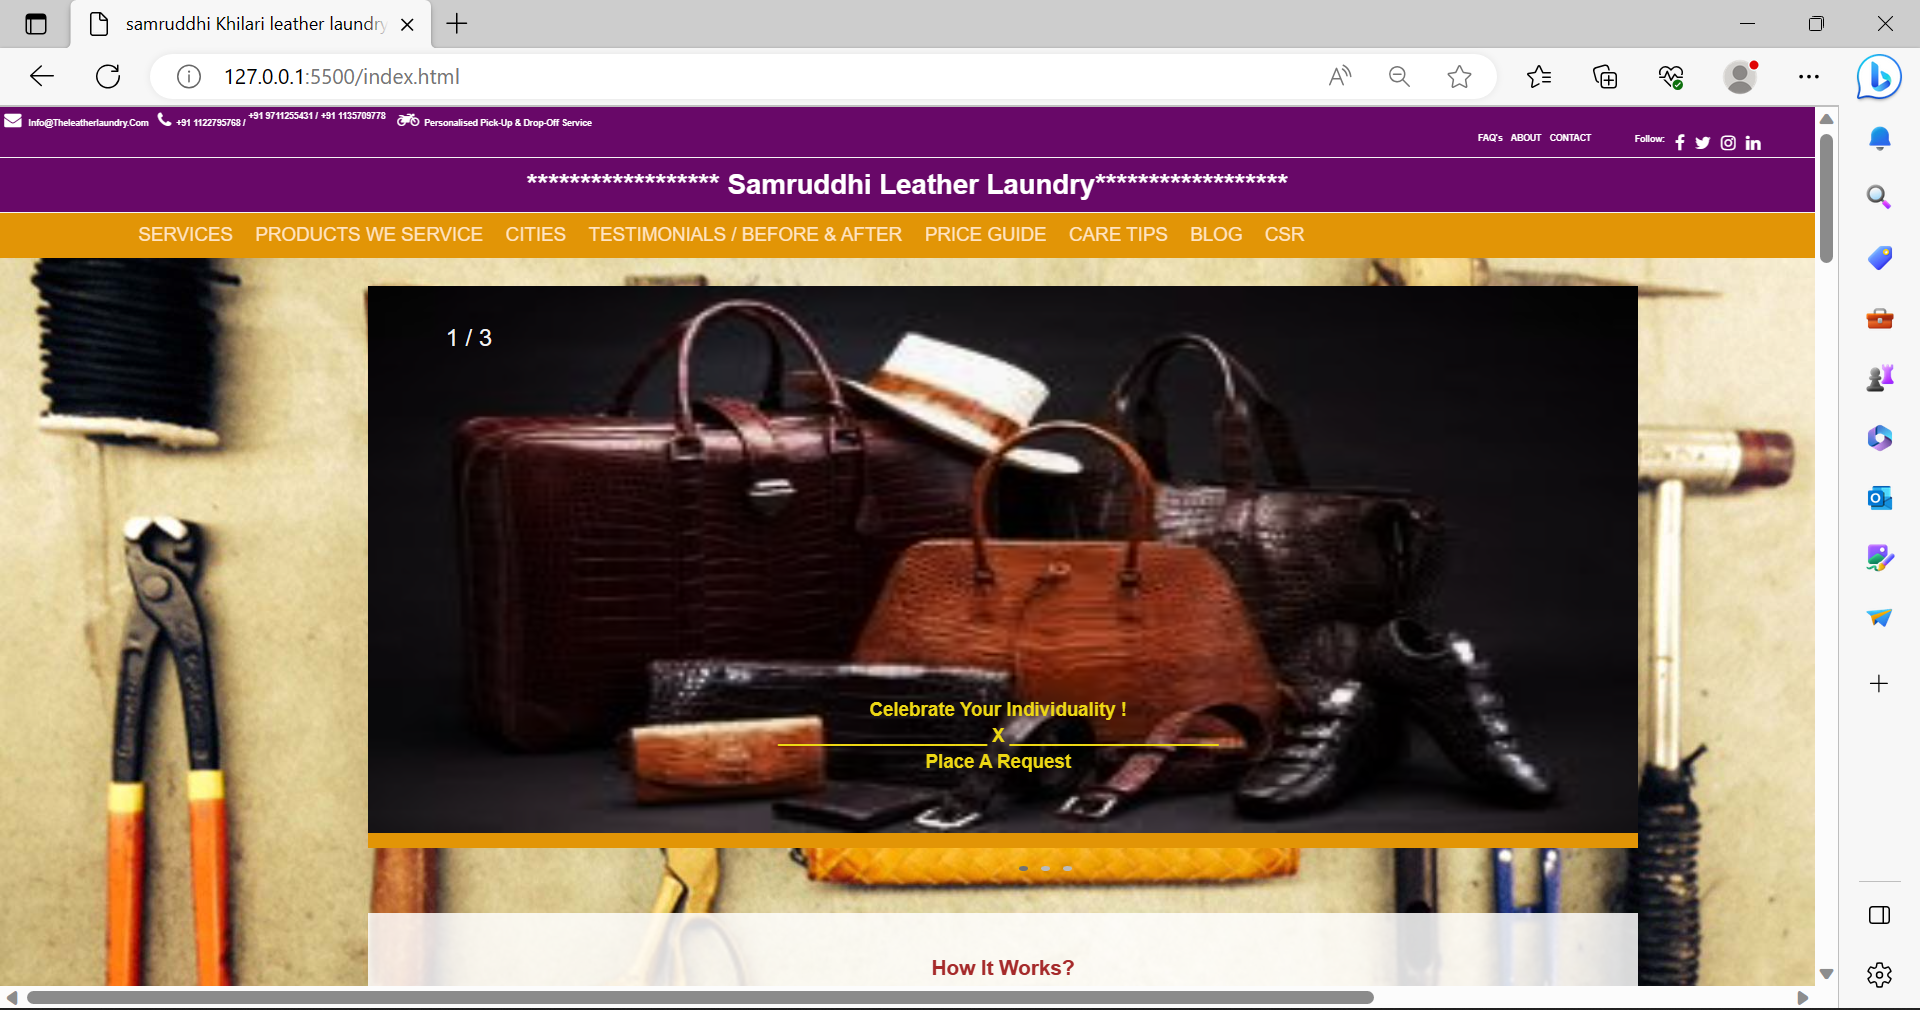 samruddhi Khilari leather laundry
127.0.0.1:5500/index.html
Info@Theleatherlaundry.Com +91 1122795768 / +91 9711255431 / +91 1135709778 Personalised Pick-Up & Drop-Off Service
FAQ's ABOUT CONTACT Follow:
****************** Samruddhi Leather Laundry******************
SERVICES PRODUCTS WE SERVICE CITIES TESTIMONIALS / BEFORE & AFTER PRICE GUIDE CARE TIPS BLOG CSR
1 / 3
Celebrate Your Individuality !
____________________ X ____________________
Place A Request
How It Works?